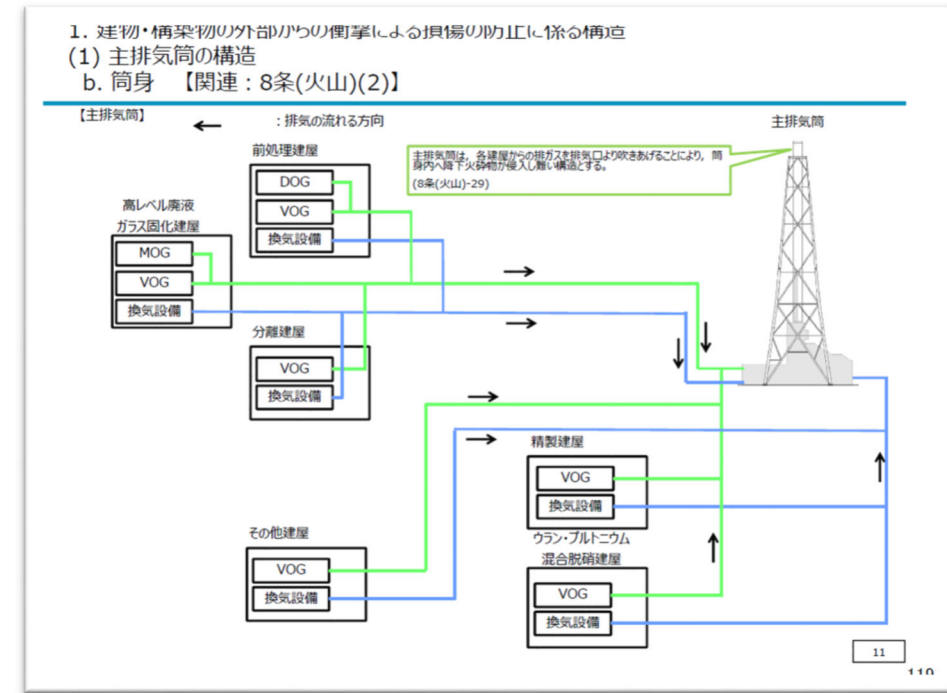 1. 建物・構築物の外部からの衝撃による損傷の防止に係る構造
(1) 主排気筒の構造
b. 筒身 【関連：8条(火山)(2)】
【主排気筒】
：排気の流れる方向
主排気筒
前処理建屋
主排気筒は，各建屋からの排ガスを排気口より吹きあげることにより，筒
身内へ降下火砕物が侵入し難い構造とする。
(8条(火山)-29)
DOG
VOG
換気設備
高レベル廃液
ガラス固化建屋
MOG
VOG
換気設備
分離建屋
VOG
換気設備
精製建屋
VOG
換気設備
その他建屋
VOG
換気設備
ウラン・プルトニウム
混合脱硝建屋
VOG
換気設備
11
119